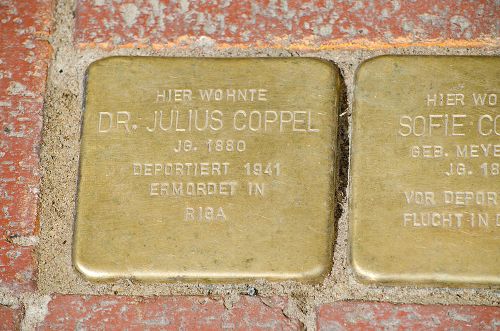 HIER WOHNTE
DR. JULIUS COPPEL
JG. 1880
DEPORTIERT 1941
ERMORDET IN
RIGA
HIER WO
SOFIE CO
GEB. MEYE
JG. 18
VOR DEPOR
FLUCHT IN D